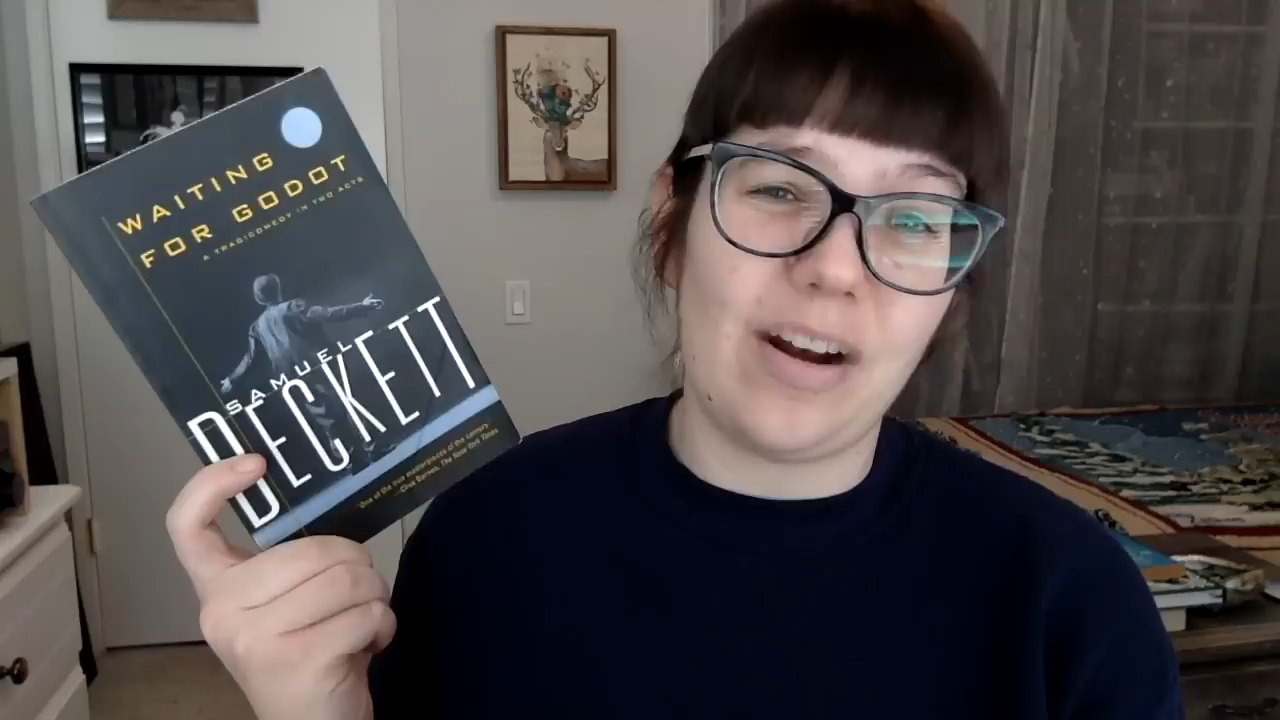 WAITING
FOR GODOT
A TRAGICOMEDY IN TWO ACTS
SAMUEL
BECKETT
"One of the true masterpieces of the century."
—Clive Barnes, The New York Times